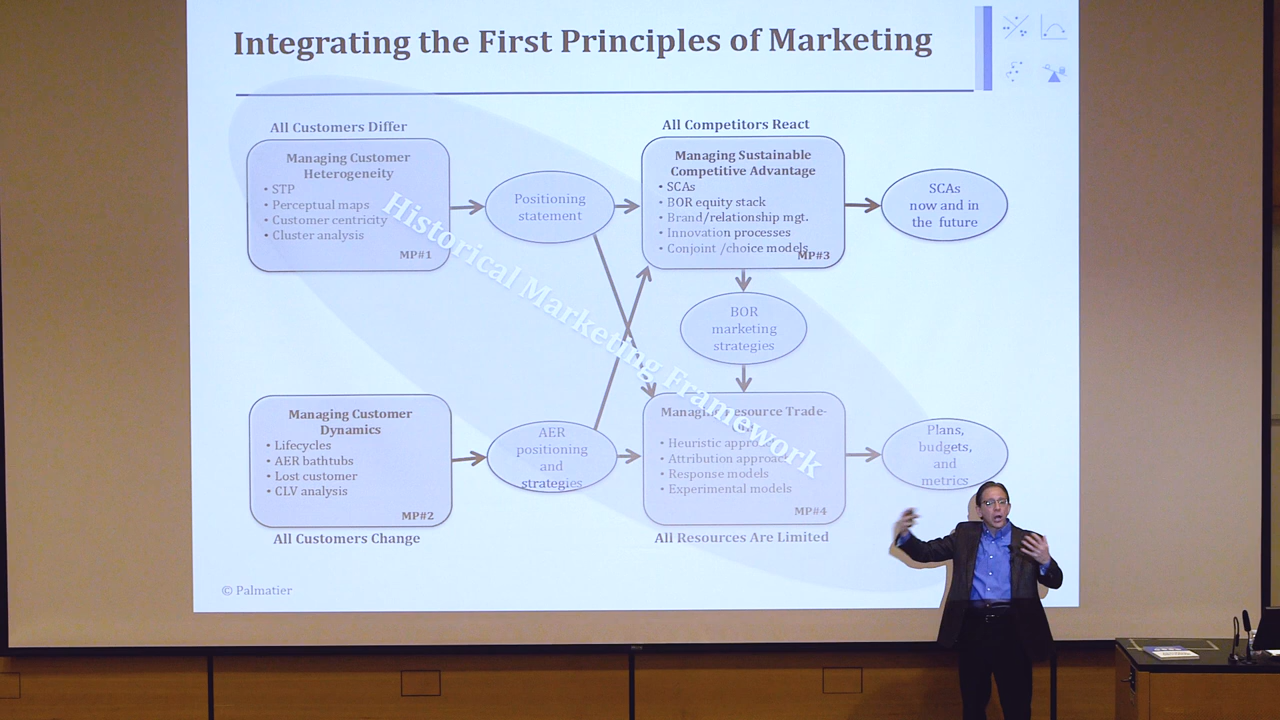 Integrating the First Principles of Marketing
All Customers Differ
Managing Customer
Heterogeneity
• STP
• Perceptual maps
• Customer centricity
• Cluster analysis
MP#1
Positioning
statement
All Competitors React
Managing Sustainable
Competitive Advantage
• SCAs
• BOR equity stack
• Brand/relationship mgt.
• Innovation processes
• Conjoint /choice models
MP#3
SCAs
now and in
the future
Historical Marketing Framework
BOR
marketing
strategies
Managing Customer
Dynamics
• Lifecycles
• AER bathtubs
• Lost customer
• CLV analysis
MP#2
All Customers Change
AER
positioning
and
strategies
Resource Trade-
• Heuristic
• Attribution
• Response models
• Experimental models
MP#4
All Resources Are Limited
Plans,
budgets,
and
metrics
© Palmatier